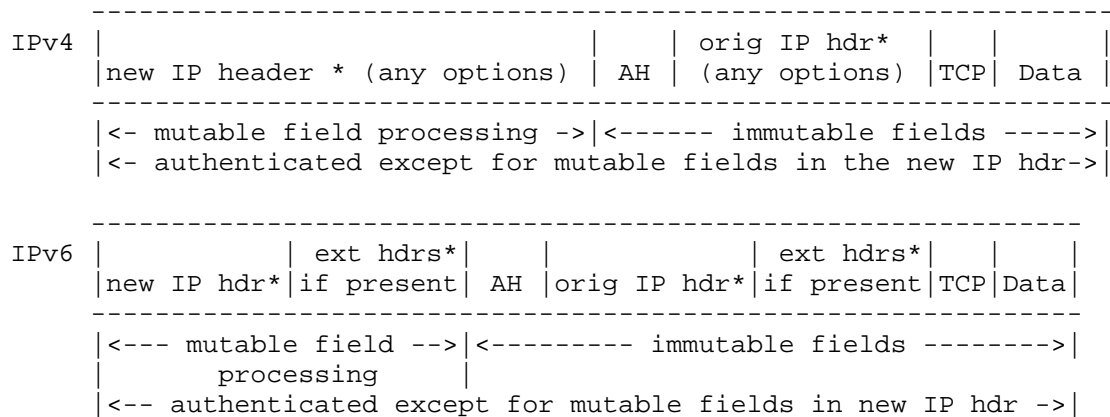 ----------------------------------------------------------------
IPv4 |                               |    | orig IP hdr*  |   |      |
     |new IP header * (any options) | AH | (any options) |TCP| Data |
     ----------------------------------------------------------------
     |<- mutable field processing ->|<------ immutable fields ----->|
     |<- authenticated except for mutable fields in the new IP hdr->|
     --------------------------------------------------------------
IPv6 |           | ext hdrs*|    |            | ext hdrs*|   |    |
     |new IP hdr*|if present| AH |orig IP hdr*|if present|TCP|Data|
     --------------------------------------------------------------
     |<--- mutable field -->|<--------- immutable fields -------->|
     |       processing     |
     |<-- authenticated except for mutable fields in new IP hdr ->|